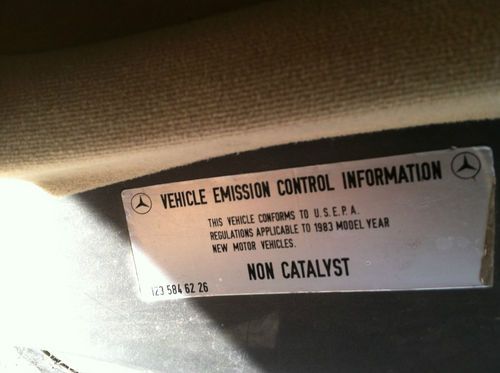 VEHICLE EMISSION CONTROL INFORMATION
THIS VEHICLE CONFORMS TO U.S.E.P.A.
REGULATIONS APPLICABLE TO 1983 MODEL YEAR
NEW MOTOR VEHICLES.
NON CATALYST
123 584 62 26